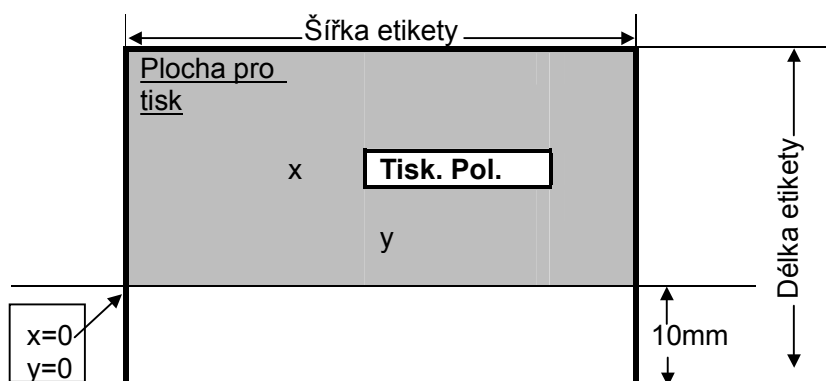 Šířka etikety
Plocha pro
tisk
x
Tisk. Pol.
y
Délka etikety
x=0
y=0
10mm